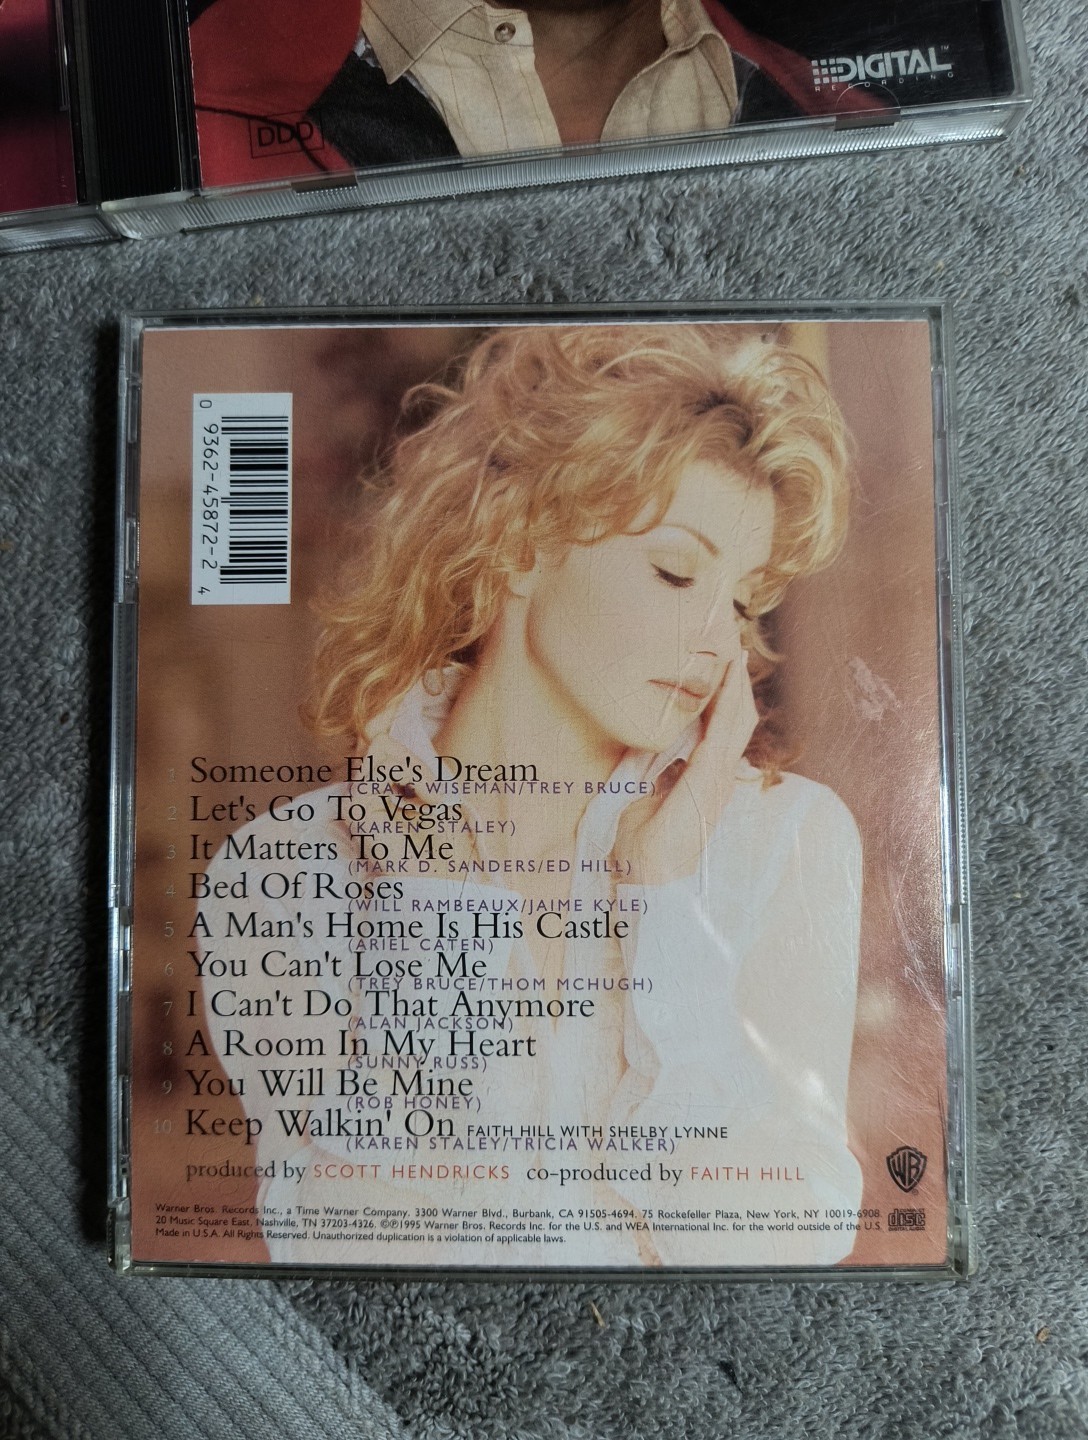 DIGITAL™
RECORDING
DDD
0 9362-45872-2 4
1 Someone Else's Dream
(CRAIG WISEMAN/TREY BRUCE)
2 Let's Go To Vegas
(KAREN STALEY)
3 It Matters To Me
(MARK D. SANDERS/ED HILL)
4 Bed Of Roses
(WILL RAMBEAUX/JAIME KYLE)
5 A Man's Home Is His Castle
(ARIEL CATEN)
6 You Can't Lose Me
(TREY BRUCE/THOM MCHUGH)
7 I Can't Do That Anymore
(ALAN JACKSON)
8 A Room In My Heart
(SUNNY RUSS)
9 You Will Be Mine
(ROB HONEY)
10 Keep Walkin' On FAITH HILL WITH SHELBY LYNNE
(KAREN STALEY/TRICIA WALKER)
produced by SCOTT HENDRICKS co-produced by FAITH HILL
WB
Warner Bros. Records Inc., a Time Warner Company. 3300 Warner Blvd., Burbank, CA 91505-4694. 75 Rockefeller Plaza, New York, NY 10019-6908.
20 Music Square East, Nashville, TN 37203-4326. ©℗1995 Warner Bros. Records Inc. for the U.S. and WEA International Inc. for the world outside of the U.S.
Made in U.S.A. All Rights Reserved. Unauthorized duplication is a violation of applicable laws.
COMPACT
disc
DIGITAL AUDIO